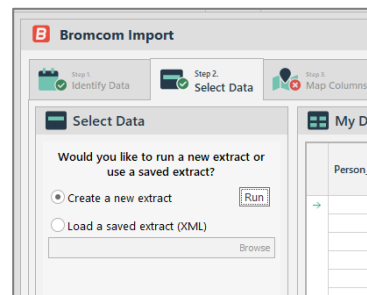 B Bromcom Import
Step 1.
Identify Data
Step 2.
Select Data
Step 3.
Map Columns
Select Data
Would you like to run a new extract or
use a saved extract?
Create a new extract
Run
Load a saved extract (XML)
Browse
My D
Person_